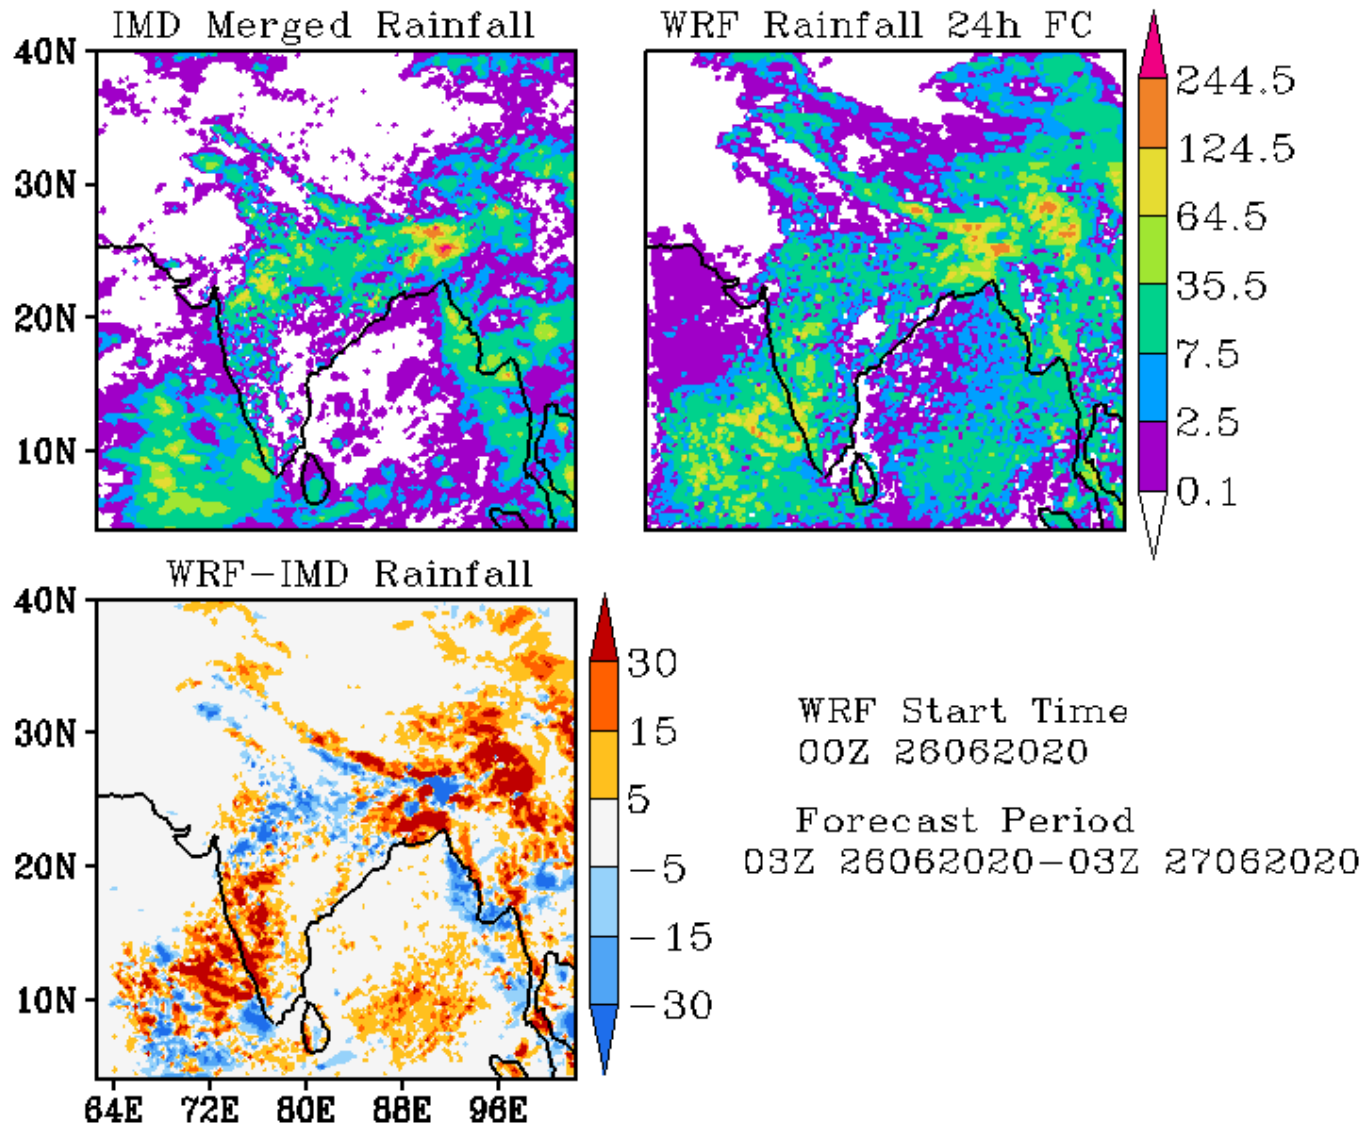 IMD Merged Rainfall
WRF Rainfall 24h FC
40N
30N
20N
10N
244.5
124.5
64.5
35.5
7.5
2.5
0.1
WRF-IMD Rainfall
40N
30N
20N
10N
64E 72E 80E 88E 96E
30
15
5
-5
-15
-30
WRF Start Time
00Z 26062020
Forecast Period
03Z 26062020-03Z 27062020